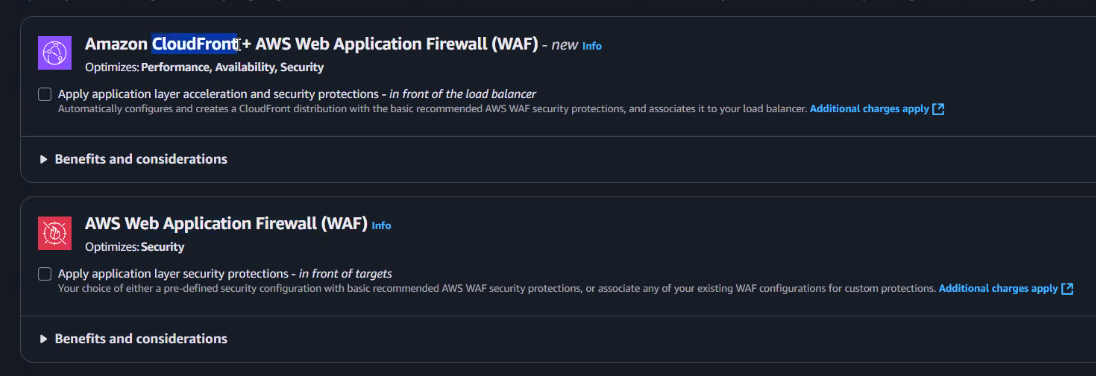 Amazon CloudFront + AWS Web Application Firewall (WAF) - new Info
Optimizes: Performance, Availability, Security
Apply application layer acceleration and security protections - in front of the load balancer
Automatically configures and creates a CloudFront distribution with the basic recommended AWS WAF security protections, and associates it to your load balancer. Additional charges apply
Benefits and considerations
AWS Web Application Firewall (WAF) Info
Optimizes: Security
Apply application layer security protections - in front of targets
Your choice of either a pre-defined security configuration with basic recommended AWS WAF security protections, or associate any of your existing WAF configurations for custom protections. Additional charges apply
Benefits and considerations